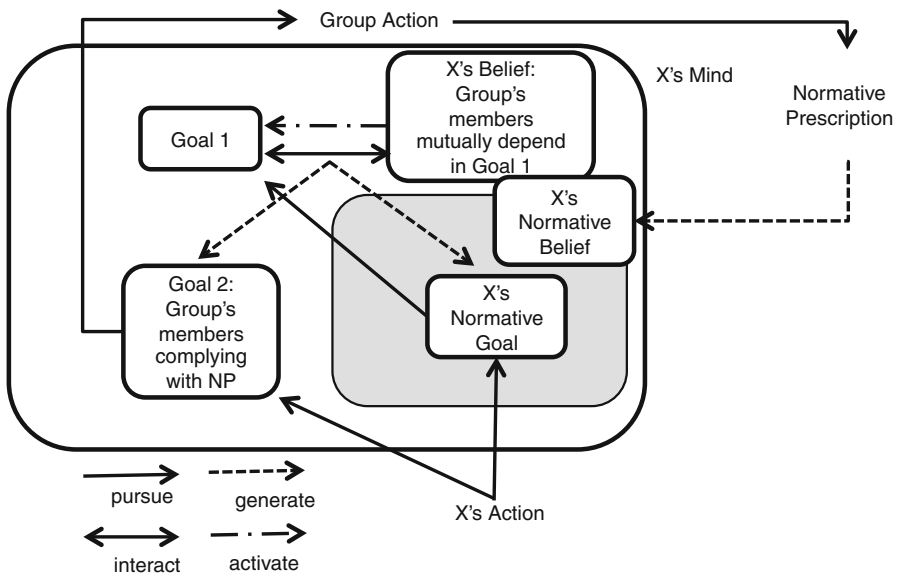 Group Action
X's Mind
Normative
Prescription
X's Belief:
Group's
members
mutually depend
in Goal 1
Goal 1
X's
Normative
Belief
Goal 2:
Group's
members
complying
with NP
X's
Normative
Goal
X's Action
pursue
generate
interact
activate